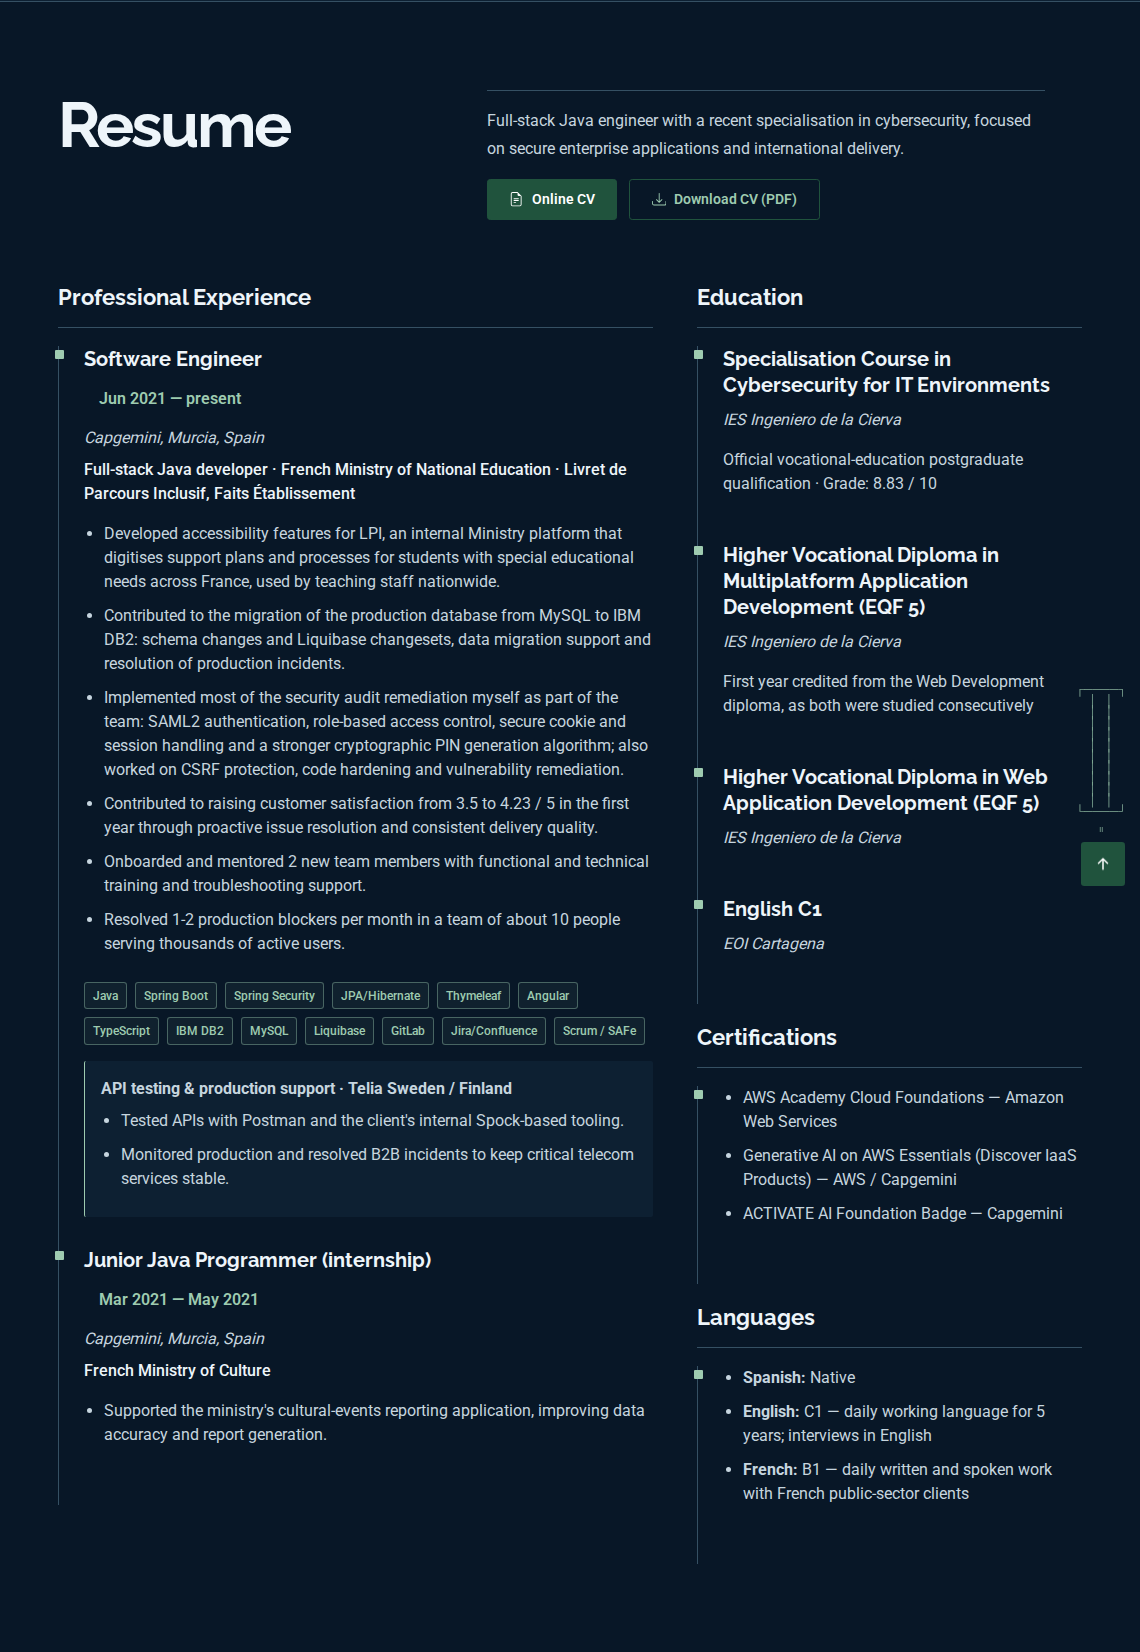 Resume
Full-stack Java engineer with a recent specialisation in cybersecurity, focused
on secure enterprise applications and international delivery.
Online CV
Download CV (PDF)
Professional Experience
Software Engineer
Jun 2021 — present
Capgemini, Murcia, Spain
Full-stack Java developer · French Ministry of National Education · Livret de
Parcours Inclusif, Faits Établissement
• Developed accessibility features for LPI, an internal Ministry platform that
digitises support plans and processes for students with special educational
needs across France, used by teaching staff nationwide.
• Contributed to the migration of the production database from MySQL to IBM
DB2: schema changes and Liquibase changesets, data migration support and
resolution of production incidents.
• Implemented most of the security audit remediation myself as part of the
team: SAML2 authentication, role-based access control, secure cookie and
session handling and a stronger cryptographic PIN generation algorithm; also
worked on CSRF protection, code hardening and vulnerability remediation.
• Contributed to raising customer satisfaction from 3.5 to 4.23 / 5 in the first
year through proactive issue resolution and consistent delivery quality.
• Onboarded and mentored 2 new team members with functional and technical
training and troubleshooting support.
• Resolved 1-2 production blockers per month in a team of about 10 people
serving thousands of active users.
Java Spring Boot Spring Security JPA/Hibernate Thymeleaf Angular
TypeScript IBM DB2 MySQL Liquibase GitLab Jira/Confluence Scrum / SAFe
API testing & production support · Telia Sweden / Finland
• Tested APIs with Postman and the client's internal Spock-based tooling.
• Monitored production and resolved B2B incidents to keep critical telecom
services stable.
Junior Java Programmer (internship)
Mar 2021 — May 2021
Capgemini, Murcia, Spain
French Ministry of Culture
• Supported the ministry's cultural-events reporting application, improving data
accuracy and report generation.
Education
Specialisation Course in
Cybersecurity for IT Environments
IES Ingeniero de la Cierva
Official vocational-education postgraduate
qualification · Grade: 8.83 / 10
Higher Vocational Diploma in
Multiplatform Application
Development (EQF 5)
IES Ingeniero de la Cierva
First year credited from the Web Development
diploma, as both were studied consecutively
Higher Vocational Diploma in Web
Application Development (EQF 5)
IES Ingeniero de la Cierva
English C1
EOI Cartagena
Certifications
• AWS Academy Cloud Foundations — Amazon
Web Services
• Generative AI on AWS Essentials (Discover IaaS
Products) — AWS / Capgemini
• ACTIVATE AI Foundation Badge — Capgemini
Languages
• Spanish: Native
• English: C1 — daily working language for 5
years; interviews in English
• French: B1 — daily written and spoken work
with French public-sector clients